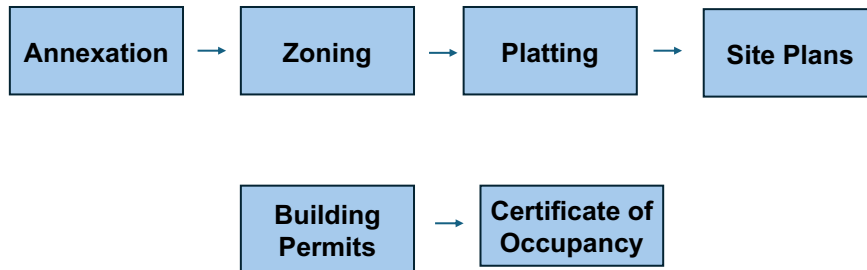 Annexation
Zoning
Platting
Site Plans
Building
Permits
Certificate of
Occupancy